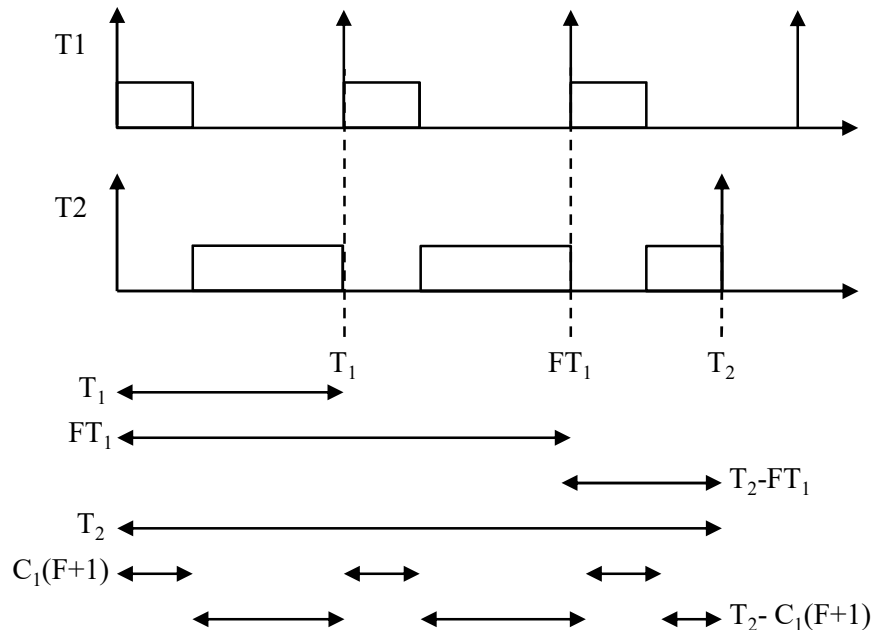 T1
T2
T₁ FT₁ T₂
T₁
FT₁
T₂-FT₁
T₂
C₁(F+1)
T₂- C₁(F+1)